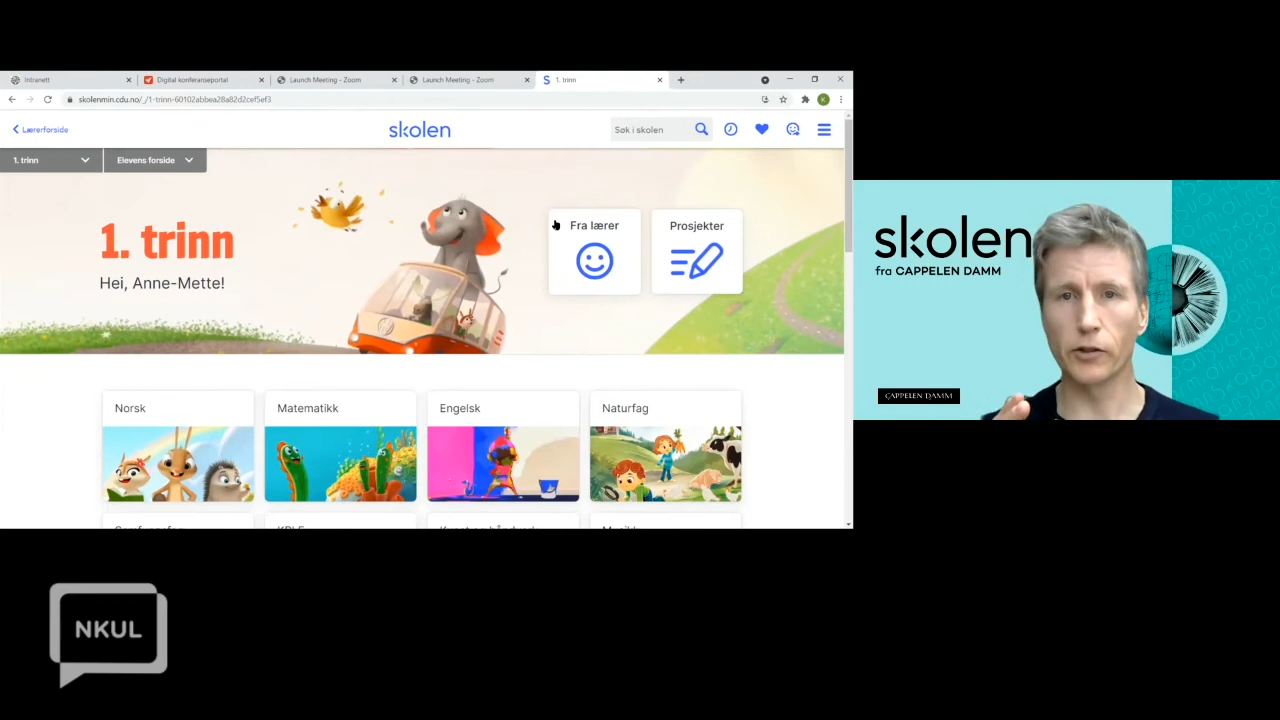 Intranett
Digital konferanseportal
Launch Meeting - Zoom
Launch Meeting - Zoom
S
1. trinn
skolenmin.cdu.no/_/1-trinn-60102abbea28a82d2cef5ef3
K
Lærerforside
skolen
Søk i skolen
1. trinn
Elevens forside
1. trinn
Hei, Anne-Mette!
Fra lærer
Prosjekter
Norsk
Matematikk
Engelsk
Naturfag
skolen
fra CAPPELEN DAMM
CAPPELEN DAMM
NKUL